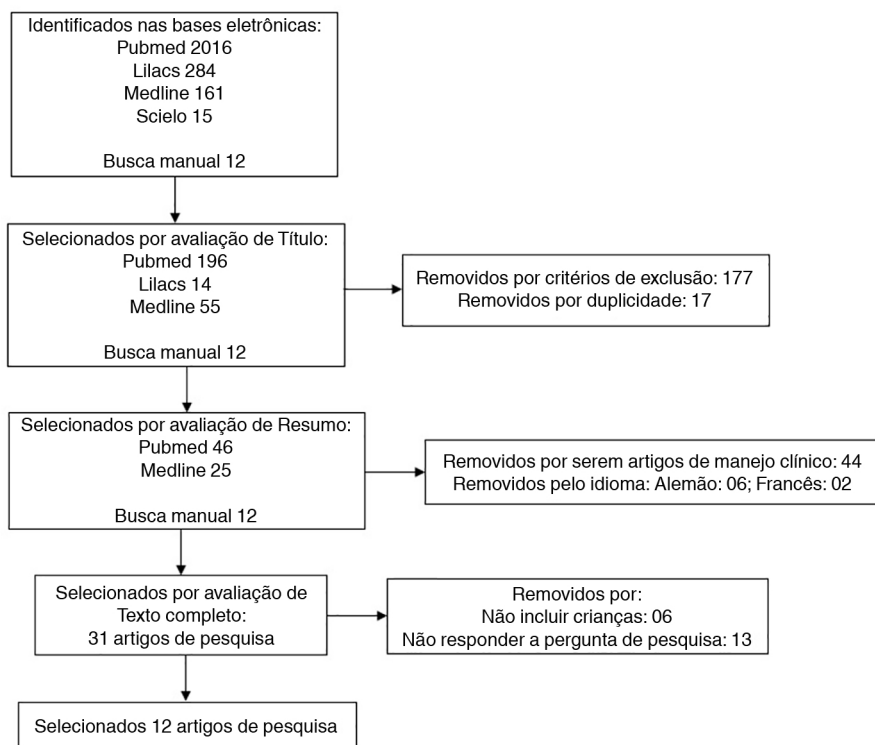 Identificados nas bases eletrônicas:
Pubmed 2016
Lilacs 284
Medline 161
Scielo 15
Busca manual 12
Selecionados por avaliação de Título:
Pubmed 196
Lilacs 14
Medline 55
Busca manual 12
Removidos por critérios de exclusão: 177
Removidos por duplicidade: 17
Selecionados por avaliação de Resumo:
Pubmed 46
Medline 25
Busca manual 12
Removidos por serem artigos de manejo clínico: 44
Removidos pelo idioma: Alemão: 06; Francês: 02
Selecionados por avaliação de
Texto completo:
31 artigos de pesquisa
Removidos por:
Não incluir crianças: 06
Não responder a pergunta de pesquisa: 13
Selecionados 12 artigos de pesquisa